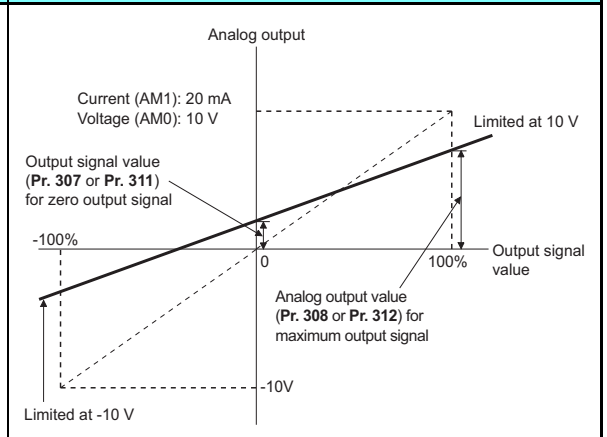 Analog output
Current (AM1): 20 mA
Voltage (AM0): 10 V
Limited at 10 V
Output signal value
(Pr. 307 or Pr. 311)
for zero output signal
-100%
0
100%
Output signal
value
Analog output value
(Pr. 308 or Pr. 312) for
maximum output signal
-10V
Limited at -10 V